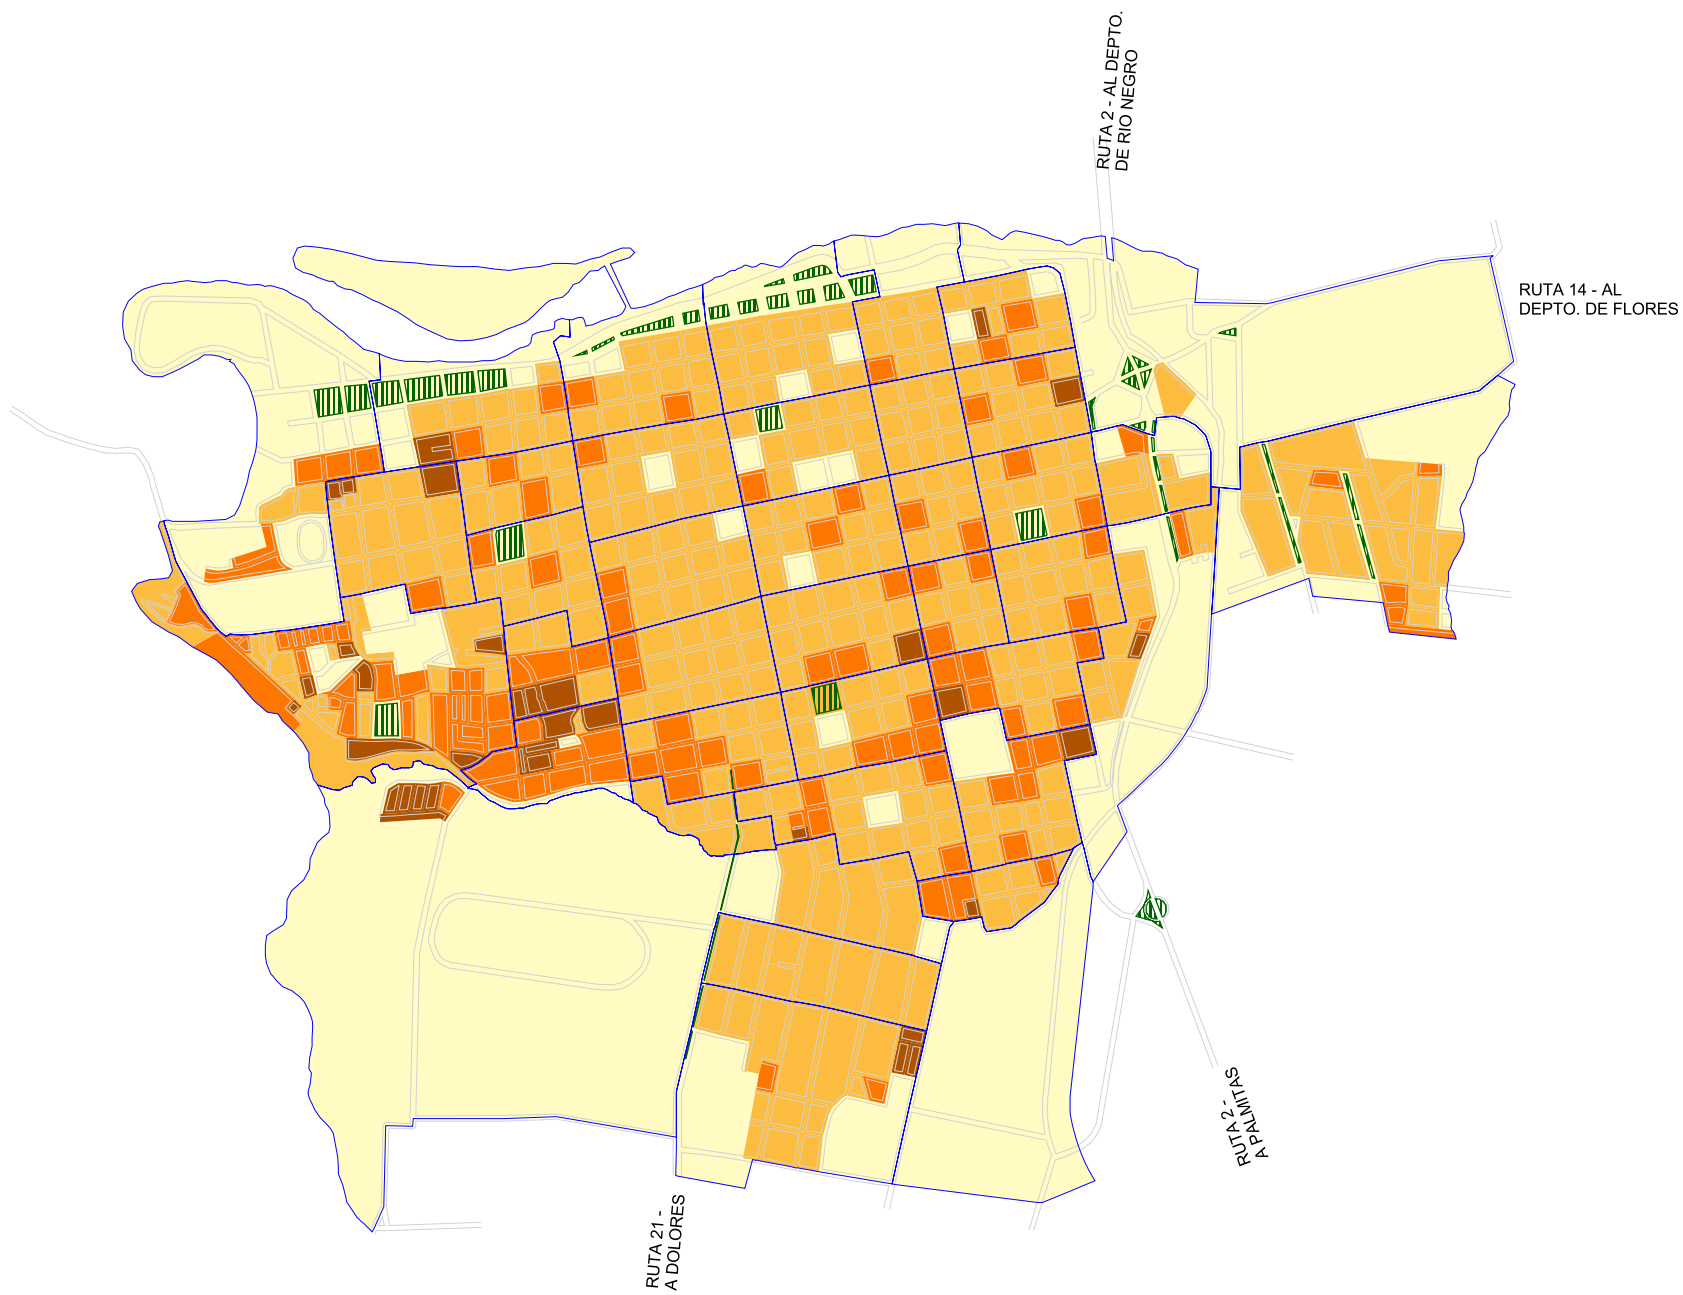 RUTA 2 - AL DEPTO.
DE RIO NEGRO
RUTA 14 - AL
DEPTO. DE FLORES
RUTA 2 -
A PALMITAS
RUTA 21 -
A DOLORES